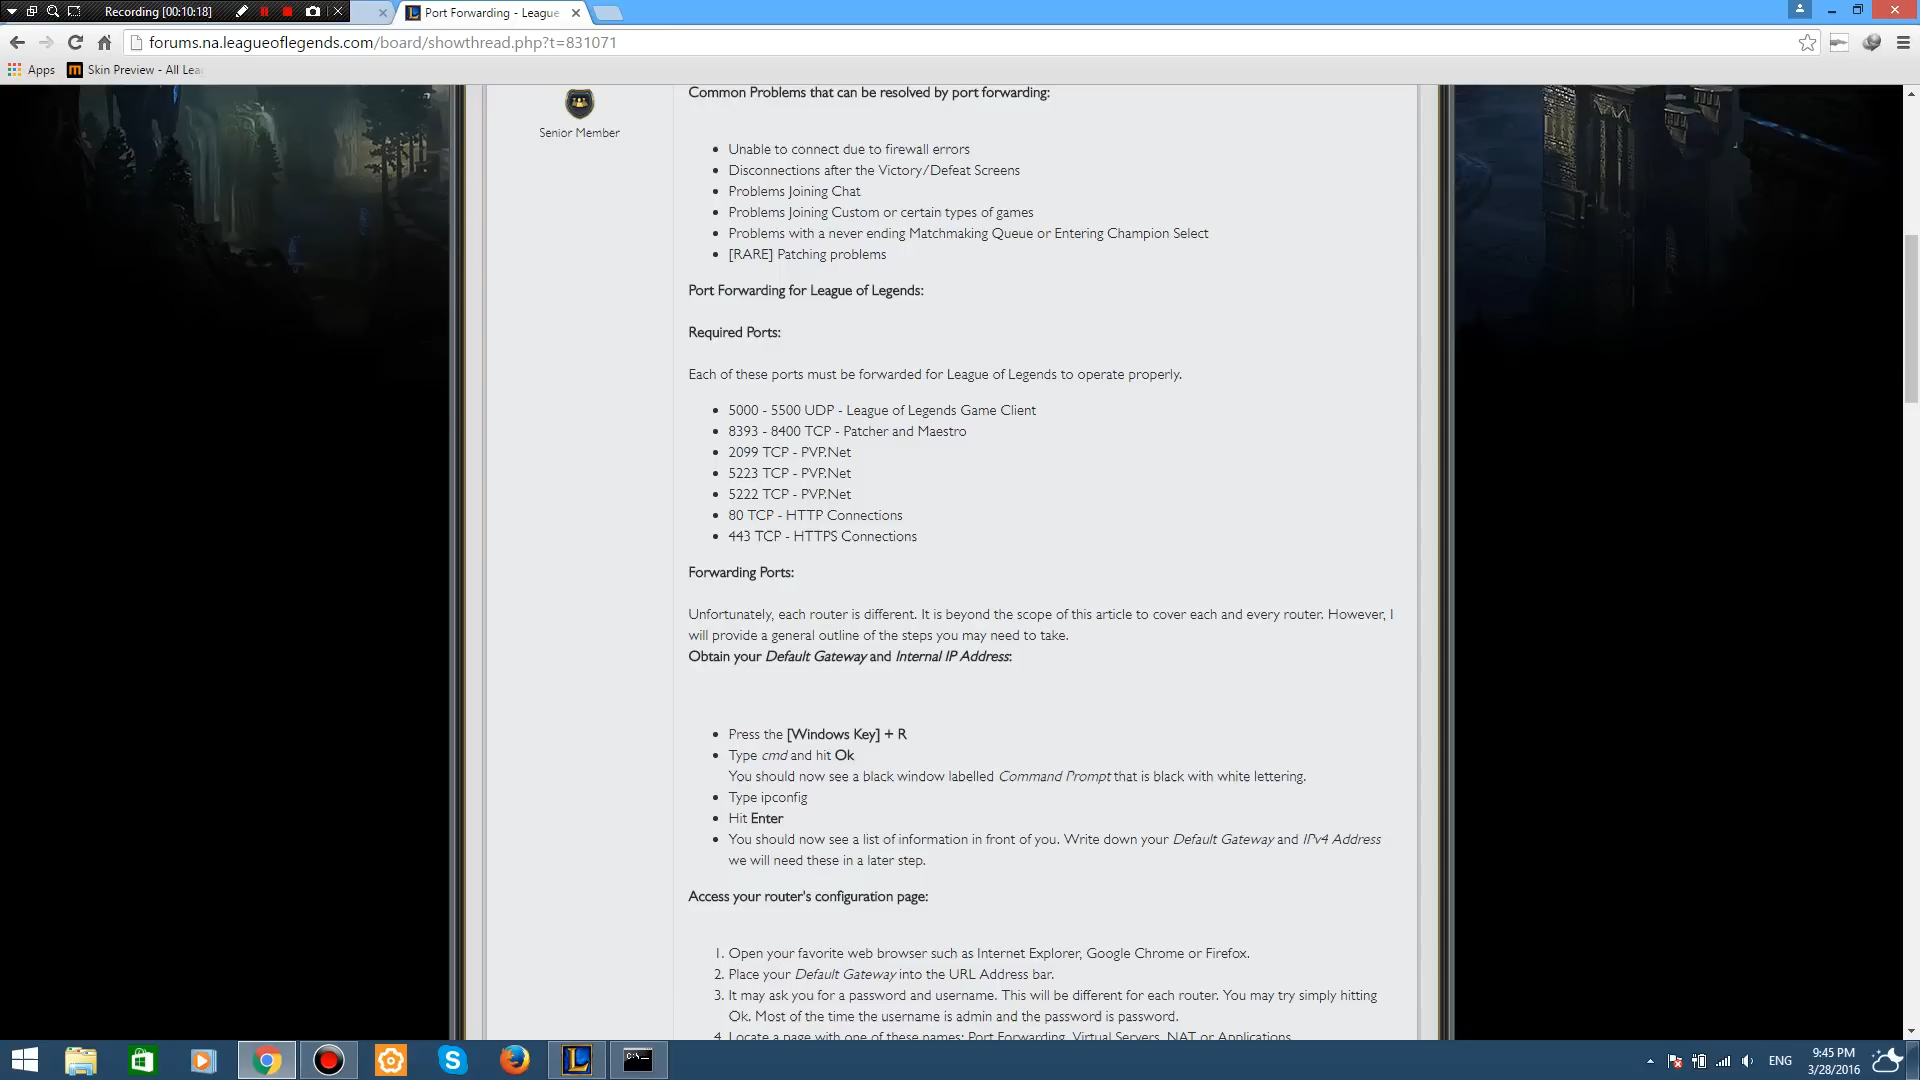 Recording [00:10:18]
Port Forwarding - League
forums.na.leagueoflegends.com/board/showthread.php?t=831071
Apps
Skin Preview - All Lea
Senior Member
Common Problems that can be resolved by port forwarding:
Unable to connect due to firewall errors
Disconnections after the Victory/Defeat Screens
Problems Joining Chat
Problems Joining Custom or certain types of games
Problems with a never ending Matchmaking Queue or Entering Champion Select
[RARE] Patching problems
Port Forwarding for League of Legends:
Required Ports:
Each of these ports must be forwarded for League of Legends to operate properly.
5000 - 5500 UDP - League of Legends Game Client
8393 - 8400 TCP - Patcher and Maestro
2099 TCP - PVP.Net
5223 TCP - PVP.Net
5222 TCP - PVP.Net
80 TCP - HTTP Connections
443 TCP - HTTPS Connections
Forwarding Ports:
Unfortunately, each router is different. It is beyond the scope of this article to cover each and every router. However, I
will provide a general outline of the steps you may need to take.
Obtain your Default Gateway and Internal IP Address:
Press the [Windows Key] + R
Type cmd and hit Ok
You should now see a black window labelled Command Prompt that is black with white lettering.
Type ipconfig
Hit Enter
You should now see a list of information in front of you. Write down your Default Gateway and IPv4 Address
we will need these in a later step.
Access your router's configuration page:
1. Open your favorite web browser such as Internet Explorer, Google Chrome or Firefox.
2. Place your Default Gateway into the URL Address bar.
3. It may ask you for a password and username. This will be different for each router. You may try simply hitting
Ok. Most of the time the username is admin and the password is password.
4. Locate a page with one of these names: Port Forwarding, Virtual Servers, NAT or Applications
ENG
9:45 PM
3/28/2016